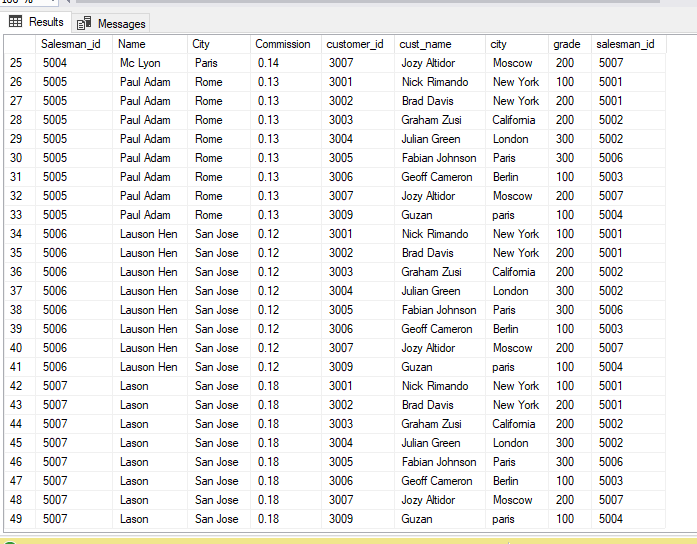 Results Messages
Salesman_id Name City Commission customer_id cust_name city grade salesman_id
25 5004 Mc Lyon Paris 0.14 3007 Jozy Altidor Moscow 200 5007
26 5005 Paul Adam Rome 0.13 3001 Nick Rimando New York 100 5001
27 5005 Paul Adam Rome 0.13 3002 Brad Davis New York 200 5001
28 5005 Paul Adam Rome 0.13 3003 Graham Zusi California 200 5002
29 5005 Paul Adam Rome 0.13 3004 Julian Green London 300 5002
30 5005 Paul Adam Rome 0.13 3005 Fabian Johnson Paris 300 5006
31 5005 Paul Adam Rome 0.13 3006 Geoff Cameron Berlin 100 5003
32 5005 Paul Adam Rome 0.13 3007 Jozy Altidor Moscow 200 5007
33 5005 Paul Adam Rome 0.13 3009 Guzan paris 100 5004
34 5006 Lauson Hen San Jose 0.12 3001 Nick Rimando New York 100 5001
35 5006 Lauson Hen San Jose 0.12 3002 Brad Davis New York 200 5001
36 5006 Lauson Hen San Jose 0.12 3003 Graham Zusi California 200 5002
37 5006 Lauson Hen San Jose 0.12 3004 Julian Green London 300 5002
38 5006 Lauson Hen San Jose 0.12 3005 Fabian Johnson Paris 300 5006
39 5006 Lauson Hen San Jose 0.12 3006 Geoff Cameron Berlin 100 5003
40 5006 Lauson Hen San Jose 0.12 3007 Jozy Altidor Moscow 200 5007
41 5006 Lauson Hen San Jose 0.12 3009 Guzan paris 100 5004
42 5007 Lason San Jose 0.18 3001 Nick Rimando New York 100 5001
43 5007 Lason San Jose 0.18 3002 Brad Davis New York 200 5001
44 5007 Lason San Jose 0.18 3003 Graham Zusi California 200 5002
45 5007 Lason San Jose 0.18 3004 Julian Green London 300 5002
46 5007 Lason San Jose 0.18 3005 Fabian Johnson Paris 300 5006
47 5007 Lason San Jose 0.18 3006 Geoff Cameron Berlin 100 5003
48 5007 Lason San Jose 0.18 3007 Jozy Altidor Moscow 200 5007
49 5007 Lason San Jose 0.18 3009 Guzan paris 100 5004